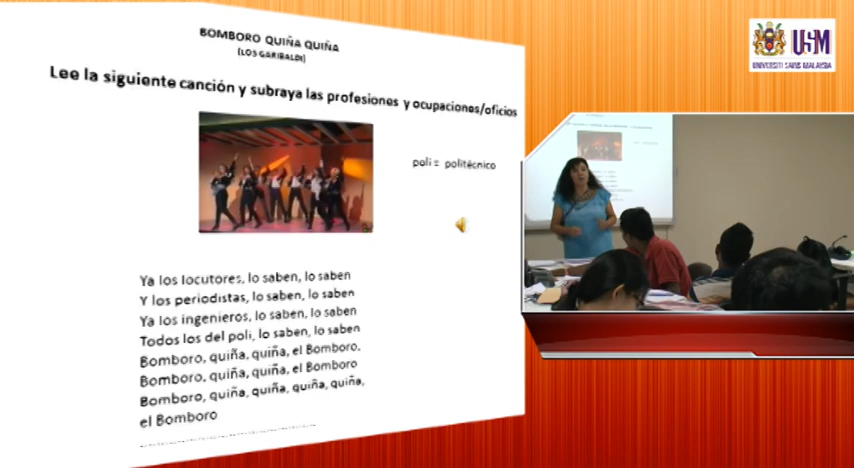 BOMBORO QUIÑA QUIÑA
(LOS GARIBALDI)
Lee la siguiente canción y subraya las profesiones y ocupaciones/oficios
poli = politécnico
Ya los locutores, lo saben, lo saben
Y los periodistas, lo saben, lo saben
Ya los ingenieros, lo saben, lo saben
Todos los del poli, lo saben, lo saben
Bomboro, quiña, quiña, el Bomboro,
Bomboro, quiña, quiña, el Bomboro
Bomboro, quiña, quiña, quiña, quiña,
el Bomboro
USM
UNIVERSITI SAINS MALAYSIA